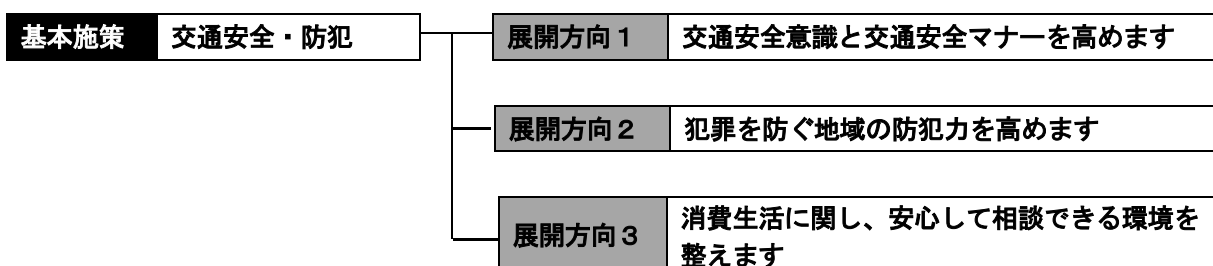 基本施策 交通安全・防犯
展開方向１ 交通安全意識と交通安全マナーを高めます
展開方向２ 犯罪を防ぐ地域の防犯力を高めます
展開方向３ 消費生活に関し、安心して相談できる環境を
整えます